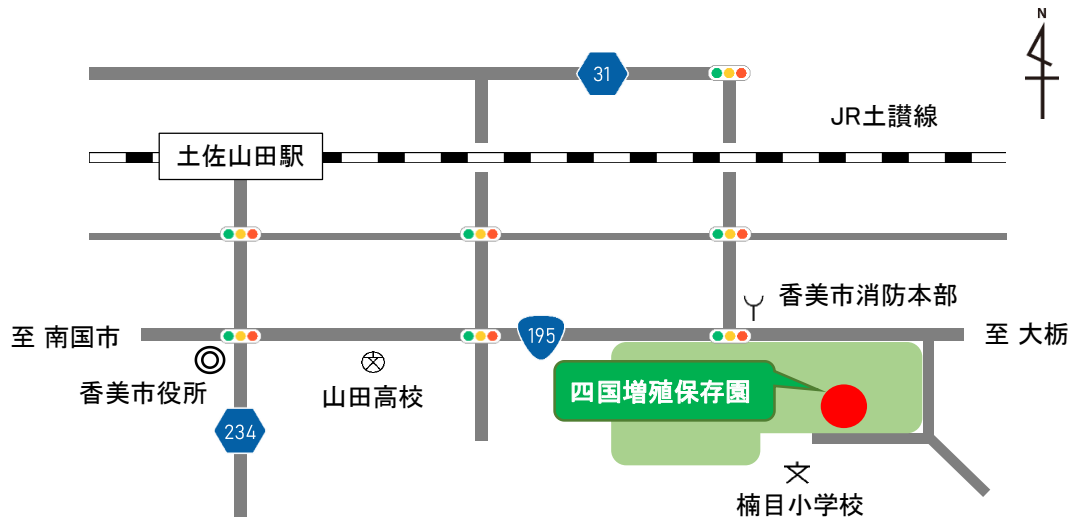 N
31
JR土讃線
土佐山田駅
香美市消防本部
至 南国市
195
至 大栃
香美市役所
山田高校
四国増殖保存園
234
楠目小学校